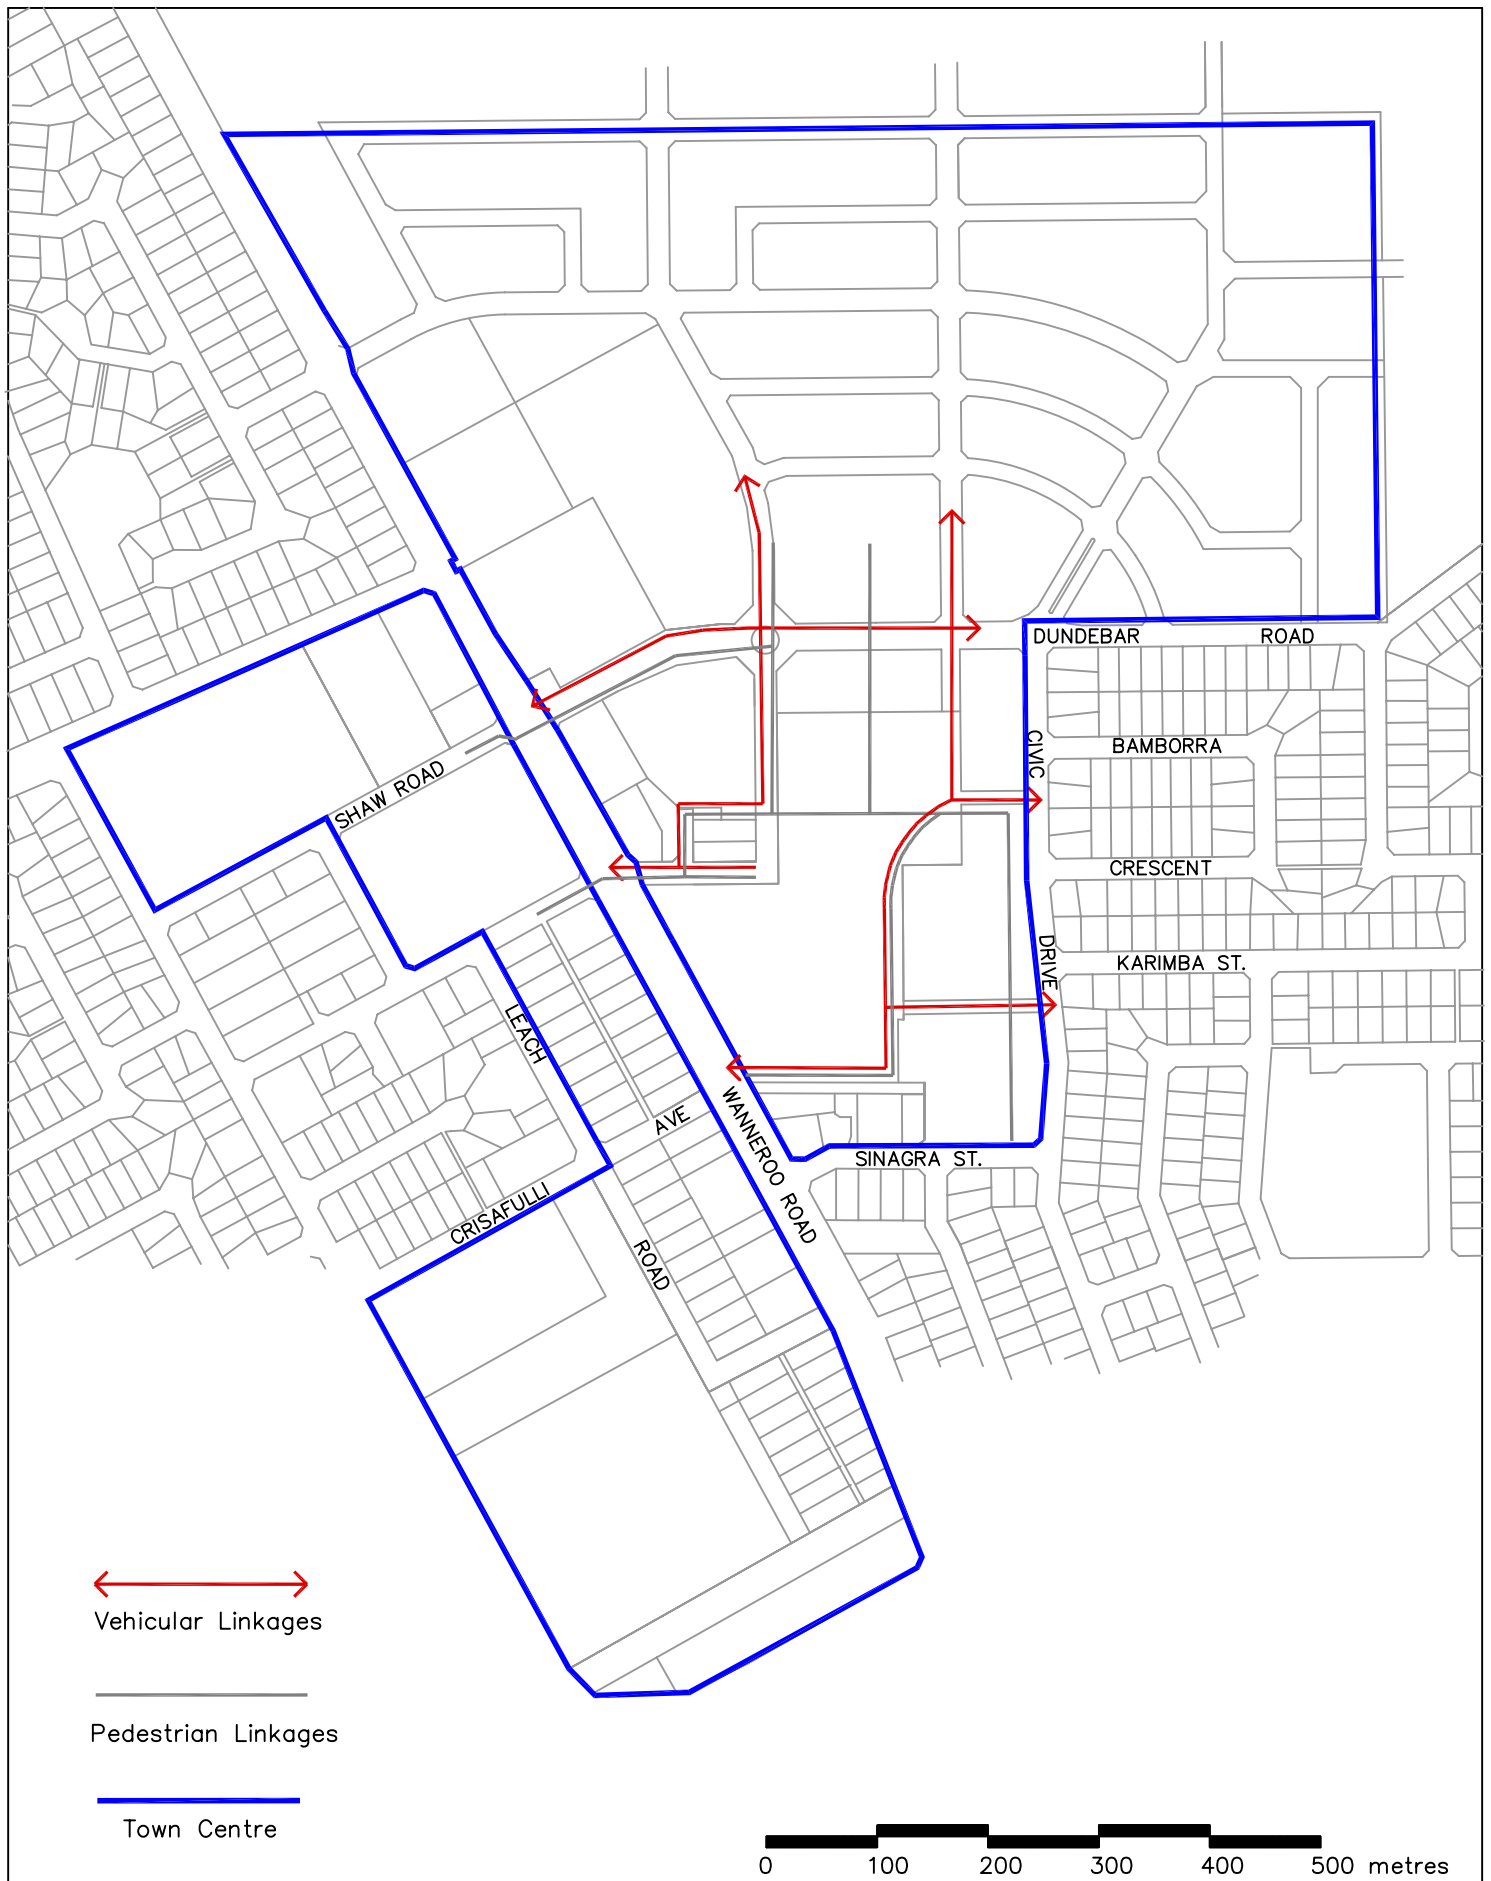 DUNDEBAR ROAD
CIVIC
BAMBORRA
SHAW ROAD
CRESCENT
DRIVE
KARIMBA ST.
LEACH
AVE
WANNEROO ROAD
SINAGRA ST.
CRISAFULLI
ROAD
Vehicular Linkages
Pedestrian Linkages
Town Centre
0 100 200 300 400 500 metres